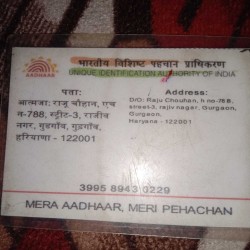 भारतीय विशिष्ट पहचान प्राधिकरण
UNIQUE IDENTIFICATION AUTHORITY OF INDIA
AADHAAR
पता:
आत्मजा: राजू चौहान, एच
न-788, स्ट्रीट-3, राजीव
नगर, गुडगाँव, गुडगाँव,
हरियाणा - 122001
Address:
D/O: Raju Chouhan, h no-788,
street-3, rajiv nagar, Gurgaon,
Gurgaon,
Haryana - 122001
3995 8943 0229
MERA AADHAAR, MERI PEHACHAN